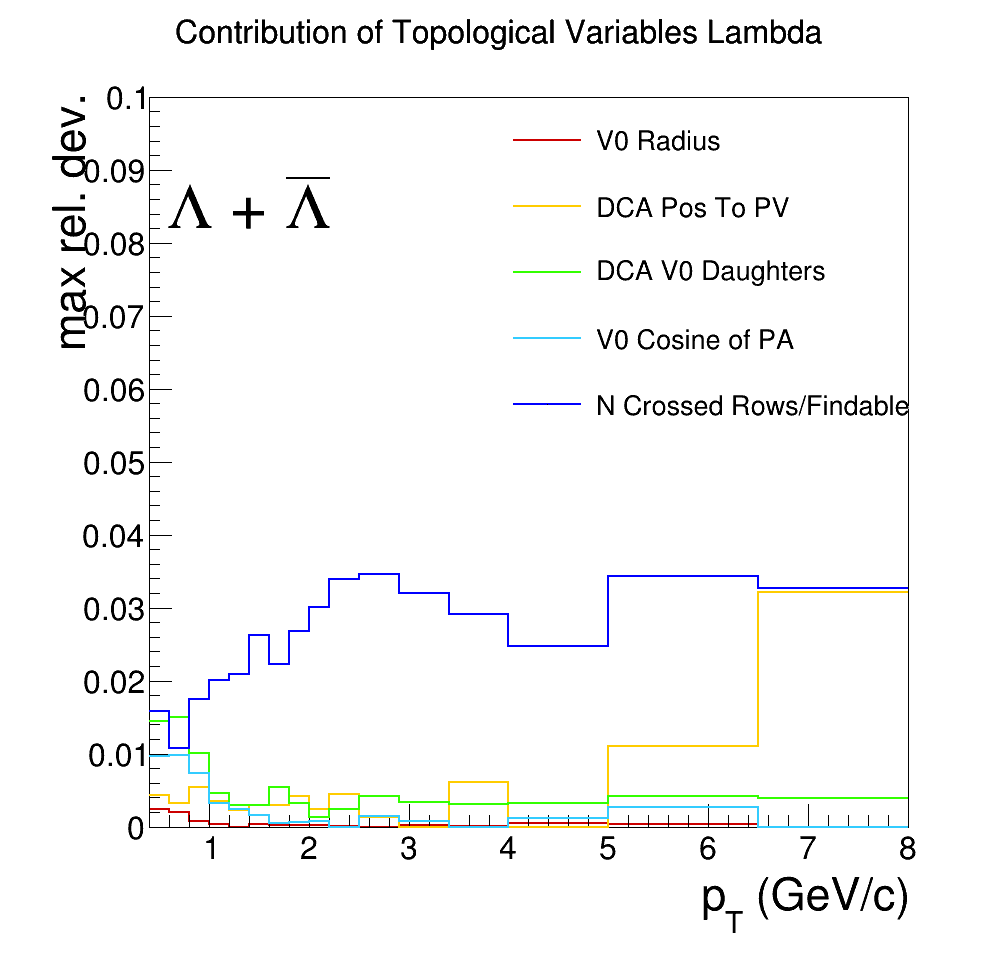 Contribution of Topological Variables Lambda
max rel. dev.
0.1
0.09
0.08
0.07
0.06
0.05
0.04
0.03
0.02
0.01
0
Λ + Λ̅
V0 Radius
DCA Pos To PV
DCA V0 Daughters
V0 Cosine of PA
N Crossed Rows/Findable
1 2 3 4 5 6 7 8
p_T (GeV/c)